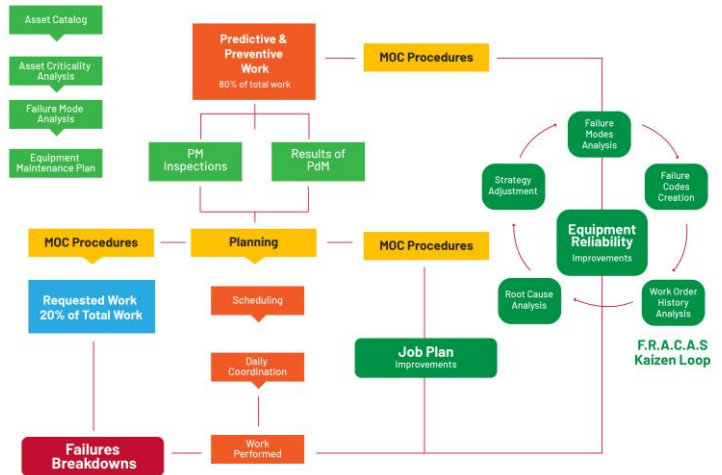 Asset Catalog
Asset Criticality
Analysis
Failure Mode
Analysis
Equipment
Maintenance Plan
Predictive &
Preventive
Work
80% of total work
MOC Procedures
PM
Inspections
Results of
PdM
MOC Procedures
Planning
MOC Procedures
Requested Work
20% of Total Work
Scheduling
Daily
Coordination
Work
Performed
Failures
Breakdowns
Job Plan
Improvements
Failure
Modes
Analysis
Strategy
Adjustment
Failure
Codes
Creation
Equipment
Reliability
Improvements
Root Cause
Analysis
Work Order
History
Analysis
F.R.A.C.A.S
Kaizen Loop